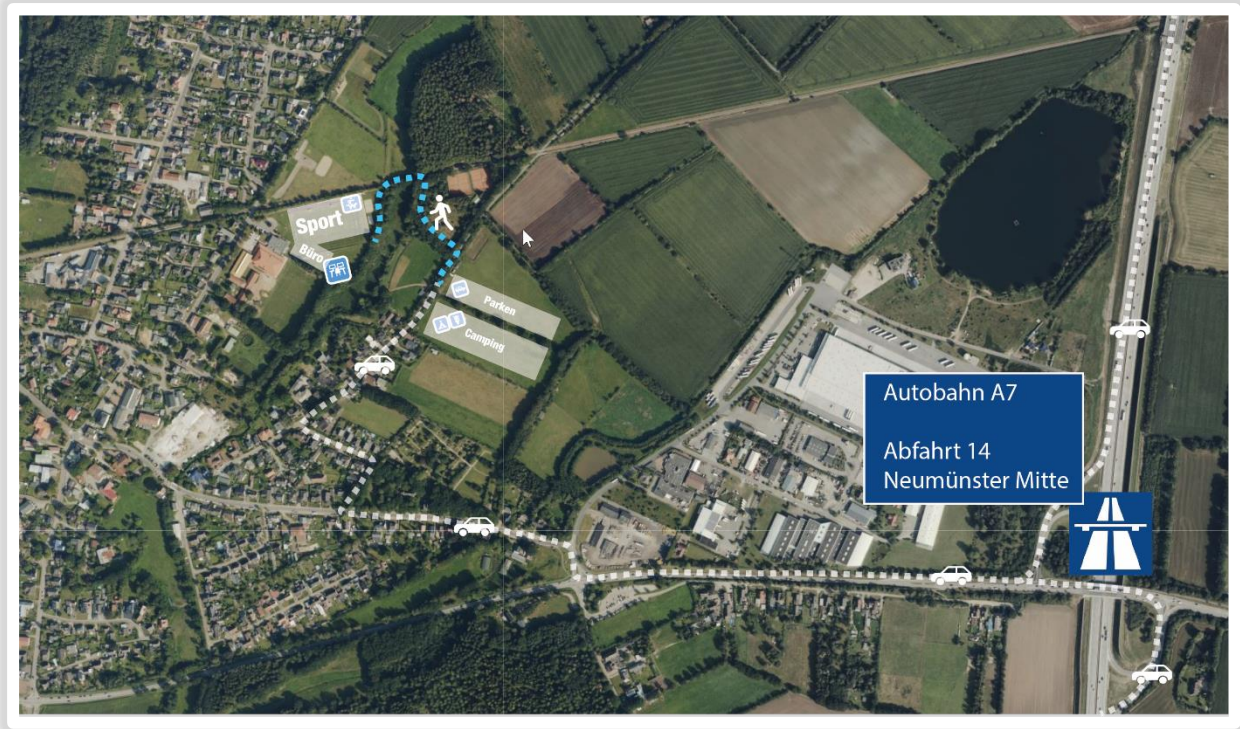 Sport
Büro
Parken
Camping
Autobahn A7
Abfahrt 14
Neumünster Mitte